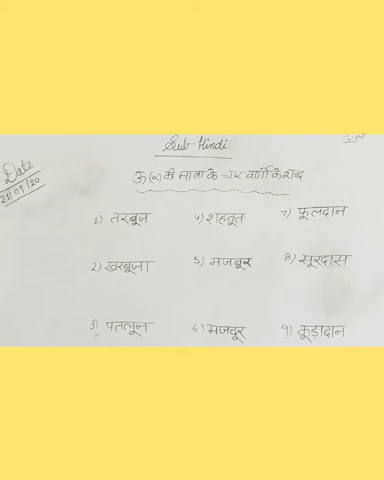 Sub- Hindi
Date
21/09/20
ऊ (ू) की मात्रा के चार वर्णों के शब्द.
1) तरबूज 4) शहतूत 7) फूलदान
2) खरबूजा 5) मजबूर 8) सूरदास
3) पतलून 6) मजदूर 9) कूड़ादान